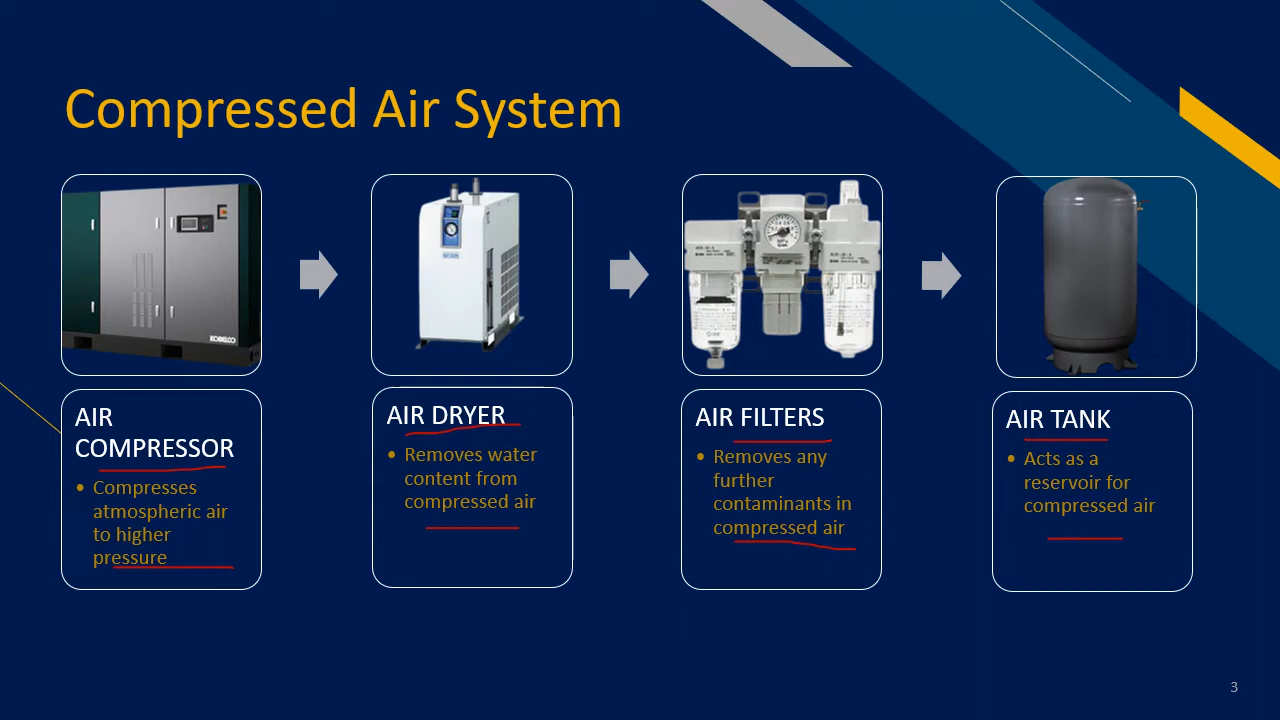 Compressed Air System
KOBELCO
AIR
COMPRESSOR
• Compresses
atmospheric air
to higher
pressure
AIR DRYER
• Removes water
content from
compressed air
AIR FILTERS
• Removes any
further
contaminants in
compressed air
AIR TANK
• Acts as a
reservoir for
compressed air
3